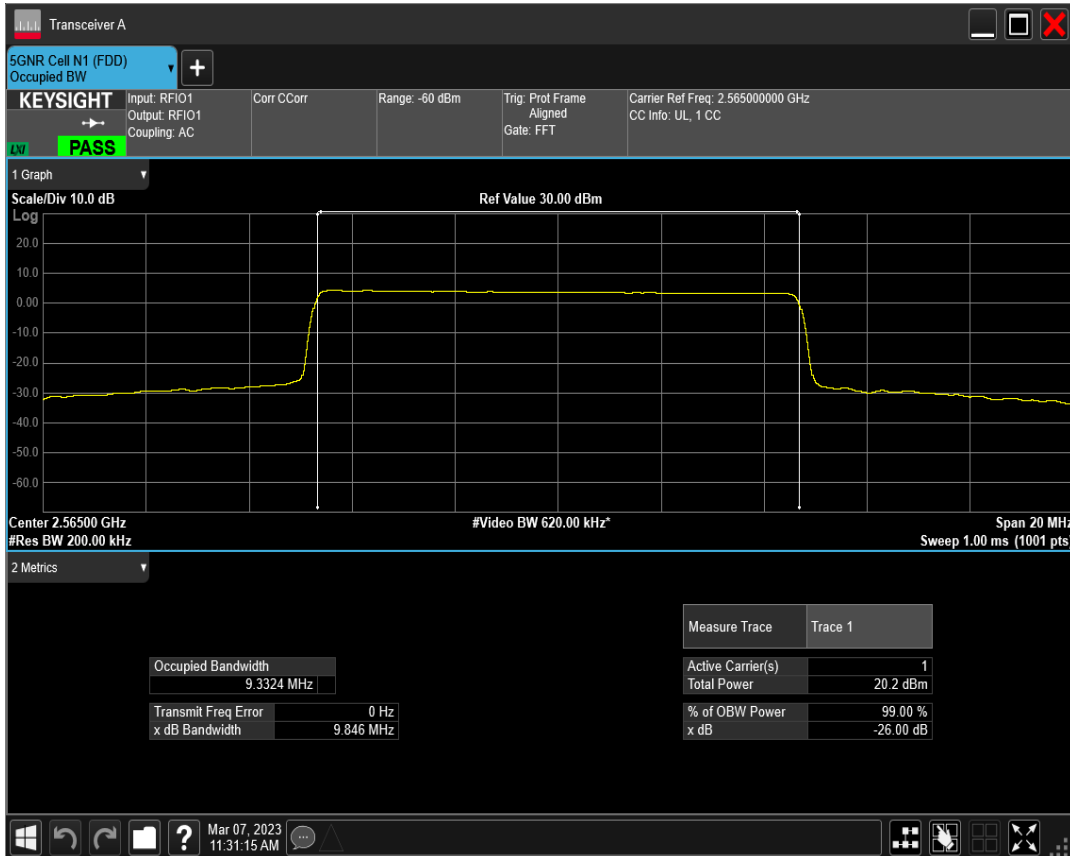 Transceiver A
5GNR Cell N1 (FDD)
Occupied BW
+
KEYSIGHT
LXI
PASS
Input: RFIO1
Output: RFIO1
Coupling: AC
Corr CCorr
Range: -60 dBm
Trig: Prot Frame
Aligned
Gate: FFT
Carrier Ref Freq: 2.565000000 GHz
CC Info: UL, 1 CC
1 Graph
Scale/Div 10.0 dB
Ref Value 30.00 dBm
Log
20.0
10.0
0.00
-10.0
-20.0
-30.0
-40.0
-50.0
-60.0
Center 2.56500 GHz
#Video BW 620.00 kHz*
Span 20 MHz
#Res BW 200.00 kHz
Sweep 1.00 ms (1001 pts)
2 Metrics
Measure Trace Trace 1
Occupied Bandwidth
9.3324 MHz
Active Carrier(s) 1
Total Power 20.2 dBm
Transmit Freq Error 0 Hz
x dB Bandwidth 9.846 MHz
% of OBW Power 99.00 %
x dB -26.00 dB
?
Mar 07, 2023
11:31:15 AM